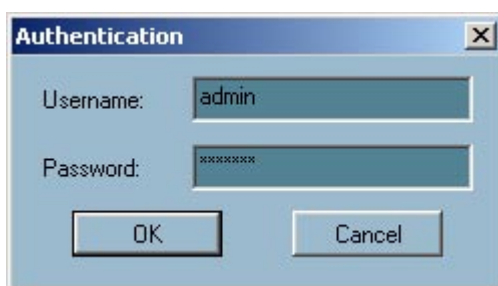 Authentication
Username: admin
Password: *******
OK Cancel